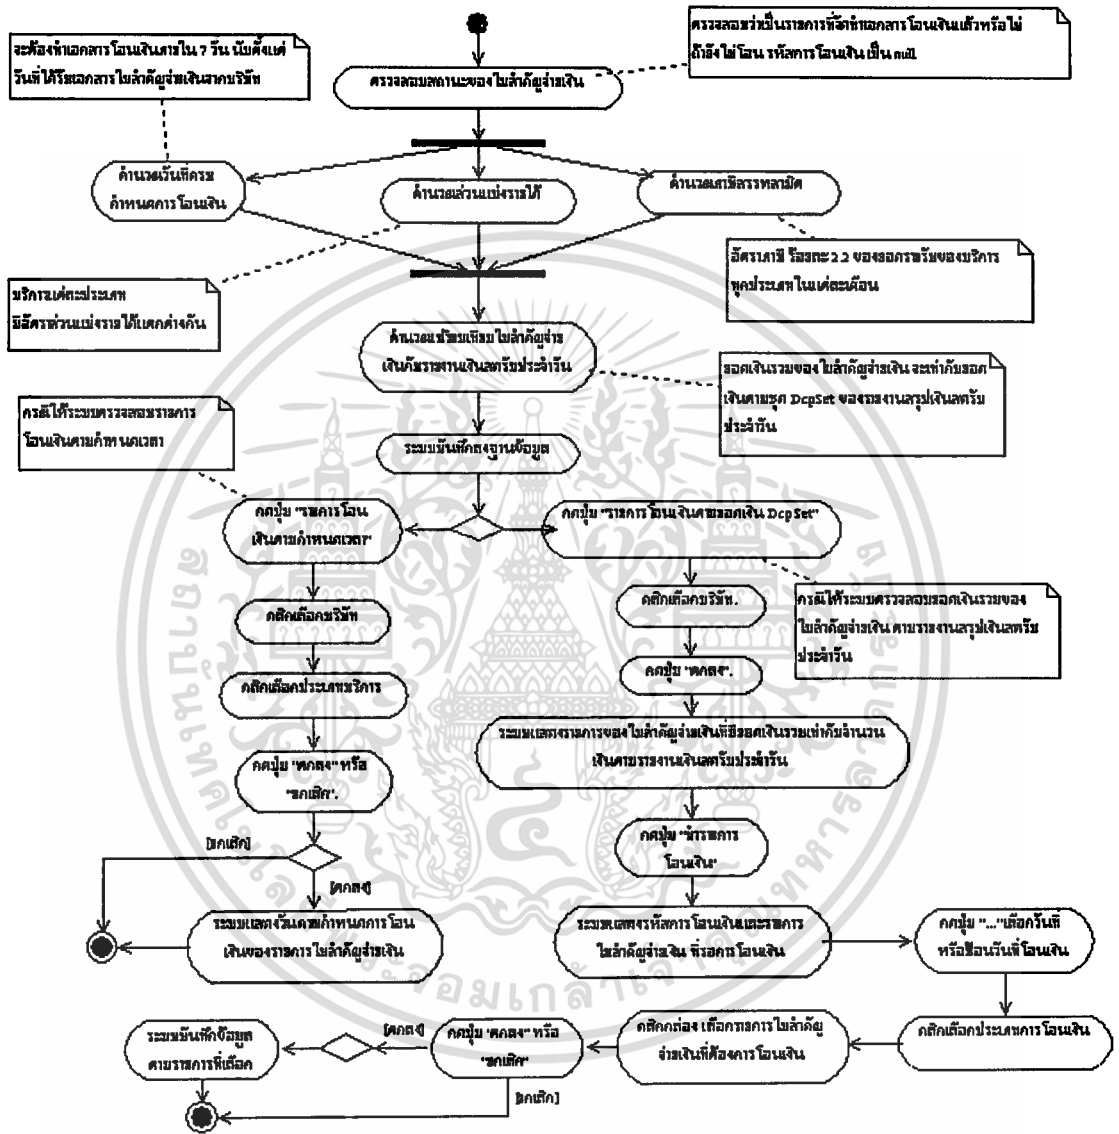 ตรวจสอบว่าเป็นรายการที่จัดทำเอกสารโอนเงินแล้วหรือไม่
ถ้ายังไม่โอน รหัสการโอนเงิน เป็น null
จะต้องทำเอกสารโอนเงินภายใน 7 วัน นับตั้งแต่
วันที่ได้รับเอกสารใบสำคัญจ่ายเงินจากบริษัท
ตรวจสอบสถานะของใบสำคัญจ่ายเงิน
คำนวณวันที่ครบ
กำหนดการโอนเงิน
คำนวณส่วนแบ่งรายได้
คำนวณภาษีสรรพสามิต
อัตราภาษี ร้อยละ 2.2 ของยอดรายรับของบริการ
ทุกประเภทในแต่ละเดือน
บริการแต่ละประเภท
มีอัตราส่วนแบ่งรายได้แตกต่างกัน
คำนวณเปรียบเทียบใบสำคัญจ่าย
เงินกับรายงานเงินสดรับประจำวัน
ยอดเงินรวมของใบสำคัญจ่ายเงิน จะเท่ากับยอด
เงินตามชุด DcpSet ของรายงานสรุปเงินสดรับ
ประจำวัน
กรณีให้ระบบตรวจสอบรายการ
โอนเงินตามกำหนดเวลา
ระบบบันทึกลงฐานข้อมูล
กดปุ่ม "รายการโอน
เงินตามกำหนดเวลา"
กดปุ่ม "รายการโอนเงินตามยอดเงิน DcpSet"
คลิกเลือกบริษัท
คลิกเลือกบริษัท.
กรณีให้ระบบตรวจสอบยอดเงินรวมของ
ใบสำคัญจ่ายเงิน ตามรายงานสรุปเงินสดรับ
ประจำวัน
คลิกเลือกประเภทบริการ
กดปุ่ม "ตกลง".
ระบบแสดงรายการของใบสำคัญจ่ายเงินที่มียอดเงินรวมเท่ากับจำนวน
เงินตามรายงานเงินสดรับประจำวัน
กดปุ่ม "ตกลง" หรือ
"ยกเลิก".
กดปุ่ม "ทำรายการ
โอนเงิน"
[ยกเลิก]
[ตกลง]
ระบบแสดงวันครบกำหนดการโอน
เงินของรายการใบสำคัญจ่ายเงิน
ระบบแสดงรหัสการโอนเงินและรายการ
ใบสำคัญจ่ายเงิน ที่รอการโอนเงิน
กดปุ่ม "..."เลือกวันที่
หรือป้อนวันที่โอนเงิน
คลิกเลือกประเภทการโอนเงิน
คลิกกล่อง เลือกรายการใบสำคัญ
จ่ายเงินที่ต้องการโอนเงิน
กดปุ่ม "ตกลง" หรือ
"ยกเลิก"
[ตกลง]
ระบบบันทึกข้อมูล
ตามรายการที่เลือก
[ยกเลิก]
สถาบันเทคโนโลยีพระจอมเกล้าเจ้าคุณทหารลาดกระบัง